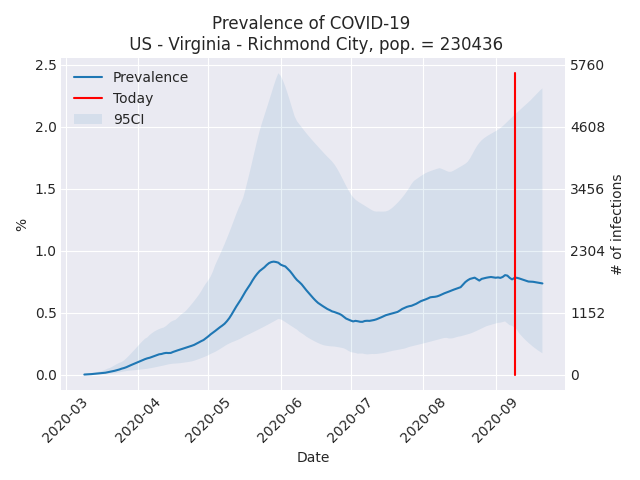 Prevalence of COVID-19
US - Virginia - Richmond City, pop. = 230436
Prevalence
Today
95CI
2.5
2.0
1.5
1.0
0.5
0.0
%
5760
4608
3456
2304
1152
0
# of infections
2020-03
2020-04
2020-05
2020-06
2020-07
2020-08
2020-09
Date